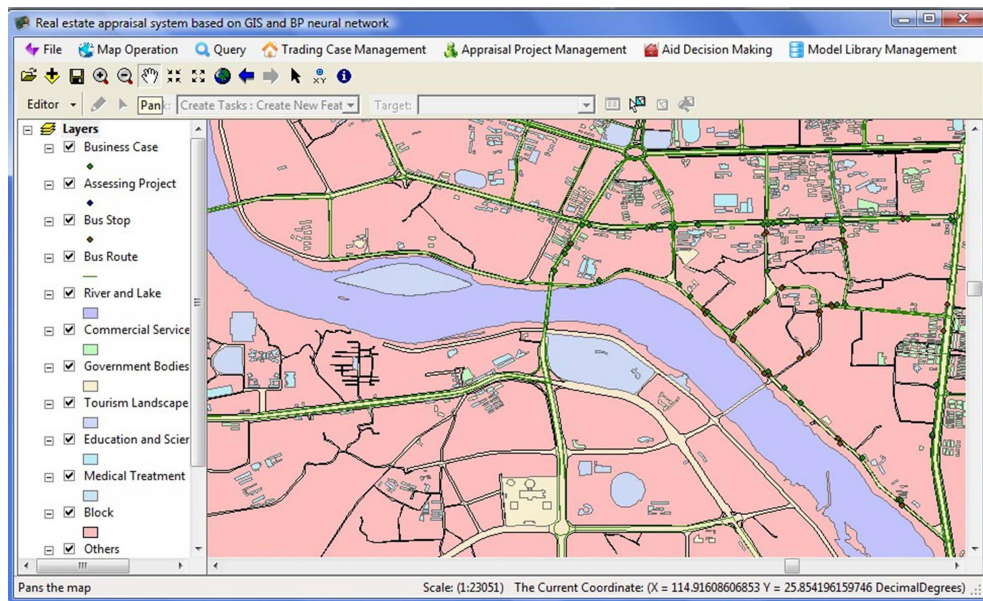 Real estate appraisal system based on GIS and BP neural network
File Map Operation Query Trading Case Management Appraisal Project Management Aid Decision Making Model Library Management
XY
Editor Pan k: Create Tasks : Create New Feat Target:
Layers
Business Case
Assessing Project
Bus Stop
Bus Route
River and Lake
Commercial Service
Government Bodies
Tourism Landscape
Education and Scier
Medical Treatment
Block
Others
Pans the map Scale: (1:23051) The Current Coordinate: (X = 114.91608606853 Y = 25.854196159746 DecimalDegrees)